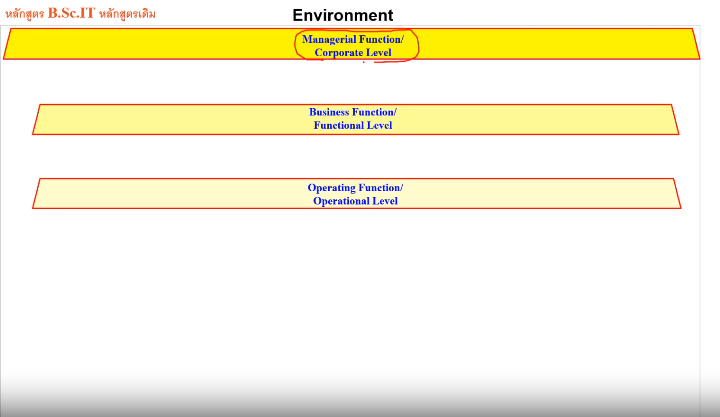 หลักสูตร B.Sc.IT หลักสูตรเดิม
Environment
Managerial Function/
Corporate Level
Business Function/
Functional Level
Operating Function/
Operational Level